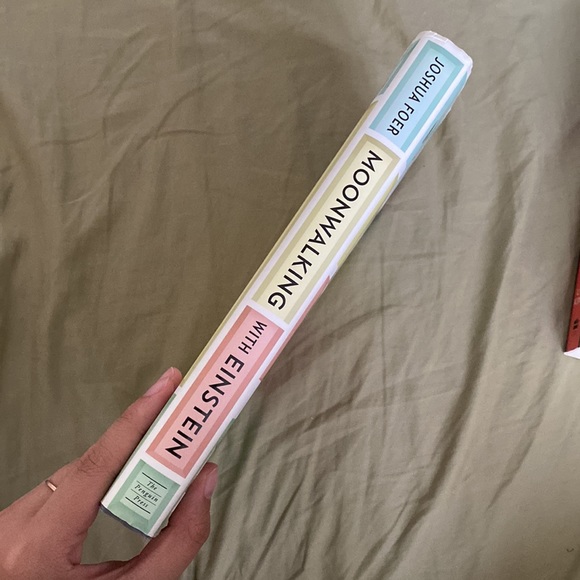 JOSHUA FOER
MOONWALKING
WITH EINSTEIN
The
Penguin
Press